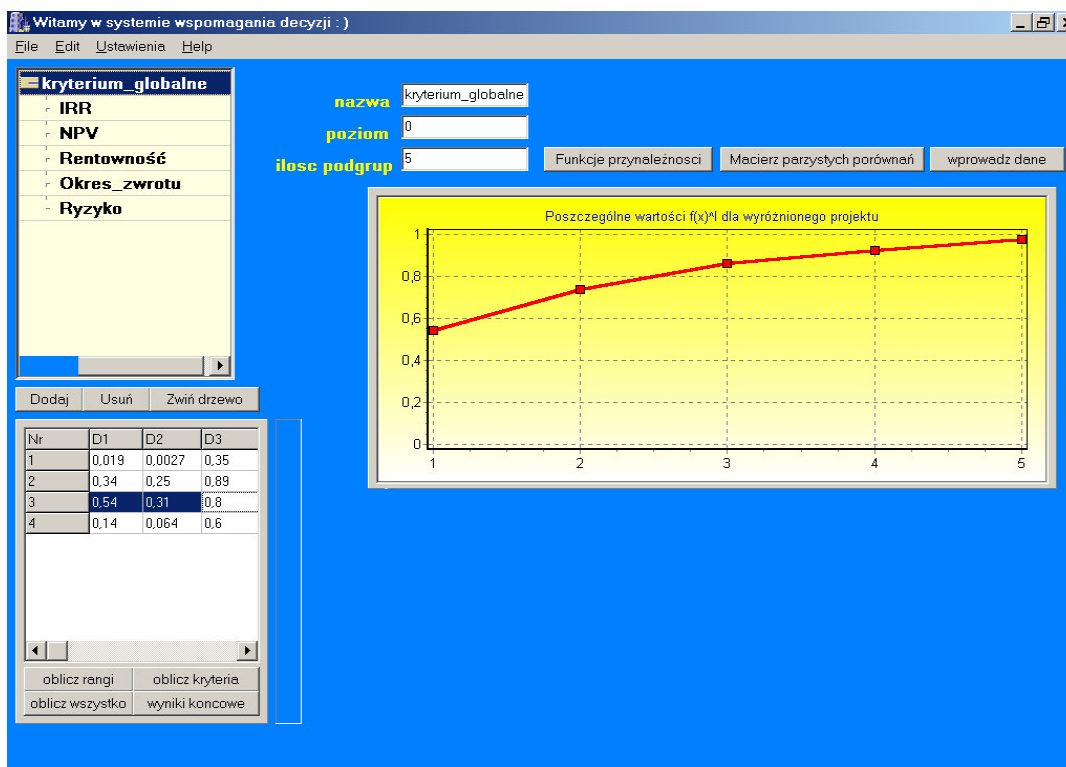 Witamy w systemie wspomagania decyzji : )
File Edit Ustawienia Help
kryterium_globalne
IRR
NPV
Rentowność
Okres_zwrotu
Ryzyko
nazwa kryterium_globalne
poziom 0
ilosc podgrup 5
Funkcje przynależnosci Macierz parzystych porównań wprowadz dane
Poszczególne wartości f(x)^I dla wyróżnionego projektu
1
0,8
0,6
0,4
0,2
0
1 2 3 4 5
Dodaj Usuń Zwiń drzewo
Nr D1 D2 D3
1 0,019 0,0027 0,35
2 0,34 0,25 0,89
3 0,54 0,31 0,8
4 0,14 0,064 0,6
oblicz rangi oblicz kryteria
oblicz wszystko wyniki koncowe